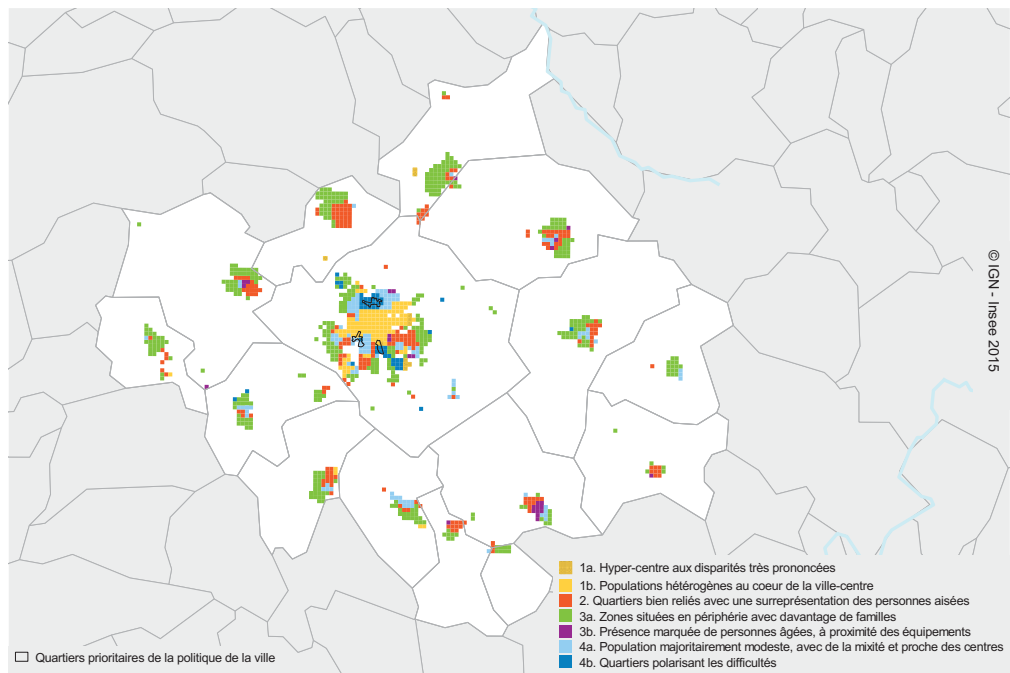 © IGN - Insee 2015
1a. Hyper-centre aux disparités très prononcées
1b. Populations hétérogènes au coeur de la ville-centre
2. Quartiers bien reliés avec une surreprésentation des personnes aisées
3a. Zones situées en périphérie avec davantage de familles
3b. Présence marquée de personnes âgées, à proximité des équipements
4a. Population majoritairement modeste, avec de la mixité et proche des centres
4b. Quartiers polarisant les difficultés
Quartiers prioritaires de la politique de la ville